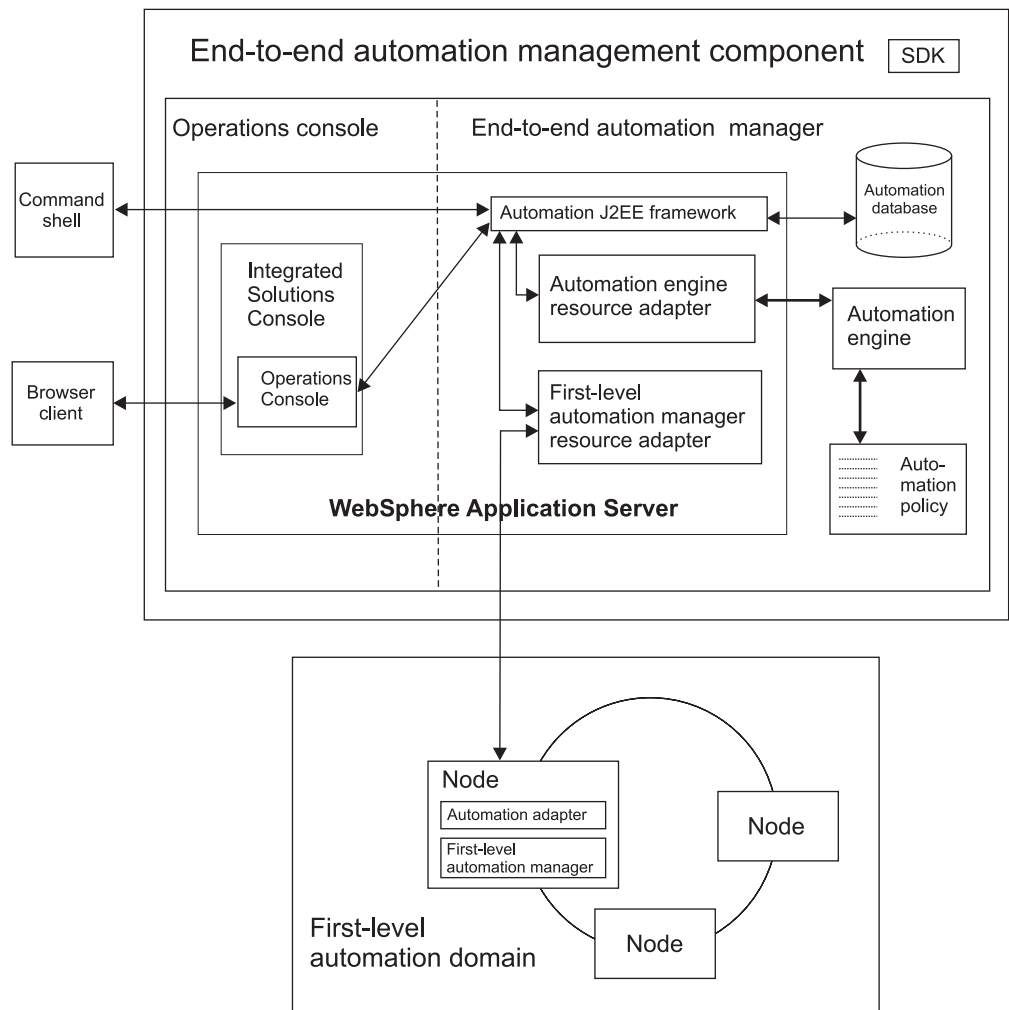 End-to-end automation management component
SDK
Operations console
End-to-end automation manager
Command
shell
Automation J2EE framework
Automation
database
Integrated
Solutions
Console
Automation engine
resource adapter
Automation
engine
Browser
client
Operations
Console
First-level
automation manager
resource adapter
Auto-
mation
policy
WebSphere Application Server
Node
Automation adapter
First-level
automation manager
Node
Node
First-level
automation domain